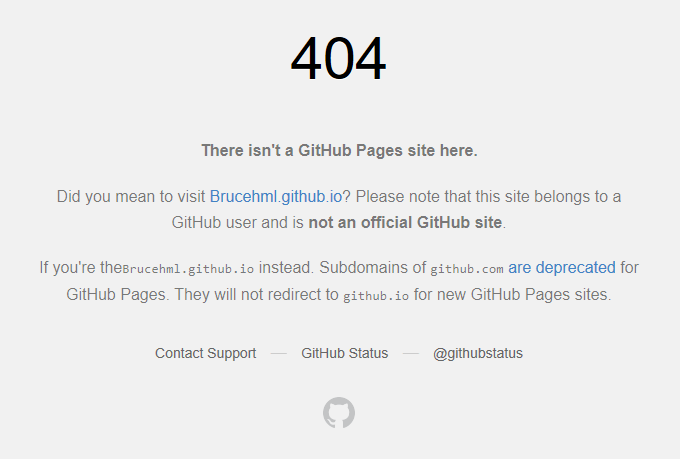 404
There isn't a GitHub Pages site here.
Did you mean to visit Brucehml.github.io? Please note that this site belongs to a
GitHub user and is not an official GitHub site.
If you're theBrucehml.github.io instead. Subdomains of github.com are deprecated for
GitHub Pages. They will not redirect to github.io for new GitHub Pages sites.
Contact Support — GitHub Status — @githubstatus